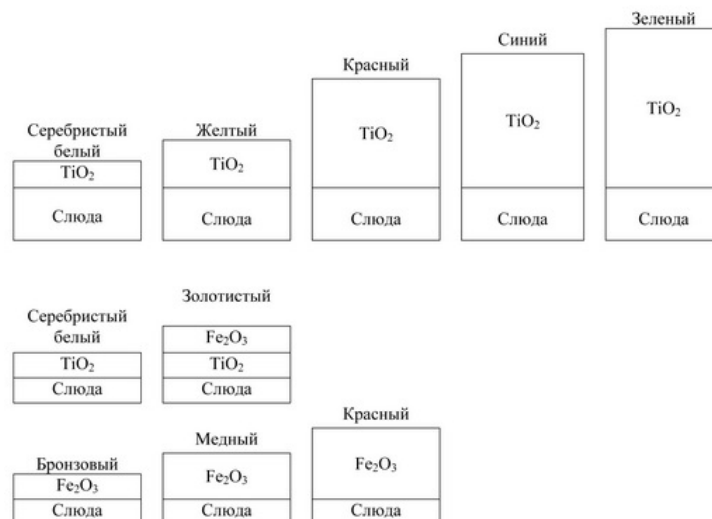 Серебристый
белый
TiO₂
Слюда
Желтый
TiO₂
Слюда
Красный
TiO₂
Слюда
Синий
TiO₂
Слюда
Зеленый
TiO₂
Слюда
Серебристый
белый
TiO₂
Слюда
Золотистый
Fe₂O₃
TiO₂
Слюда
Бронзовый
Fe₂O₃
Слюда
Медный
Fe₂O₃
Слюда
Красный
Fe₂O₃
Слюда